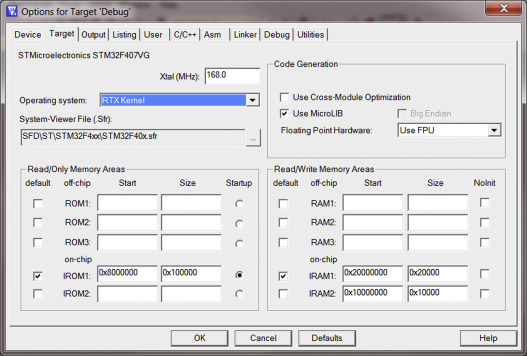 Options for Target 'Debug'
Device Target Output Listing User C/C++ Asm Linker Debug Utilities
STMicroelectronics STM32F407VG
Xtal (MHz): 168.0
Operating system: RTX Kernel
System-Viewer File (.Sfr):
SFD\ST\STM32F4xx\STM32F40x.sfr ...
Code Generation
Use Cross-Module Optimization
Use MicroLIB Big Endian
Floating Point Hardware: Use FPU
Read/Only Memory Areas
default off-chip Start Size Startup
ROM1:
ROM2:
ROM3:
on-chip
IROM1: 0x8000000 0x100000
IROM2:
Read/Write Memory Areas
default off-chip Start Size NoInit
RAM1:
RAM2:
RAM3:
on-chip
IRAM1: 0x20000000 0x20000
IRAM2: 0x10000000 0x10000
OK Cancel Defaults Help